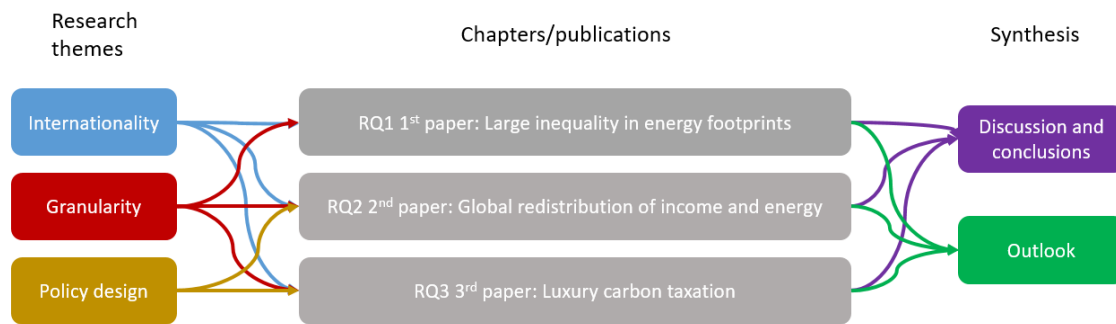 Research
themes
Chapters/publications
Synthesis
Internationality
RQ1 1st paper: Large inequality in energy footprints
Discussion and
conclusions
Granularity
RQ2 2nd paper: Global redistribution of income and energy
Outlook
Policy design
RQ3 3rd paper: Luxury carbon taxation